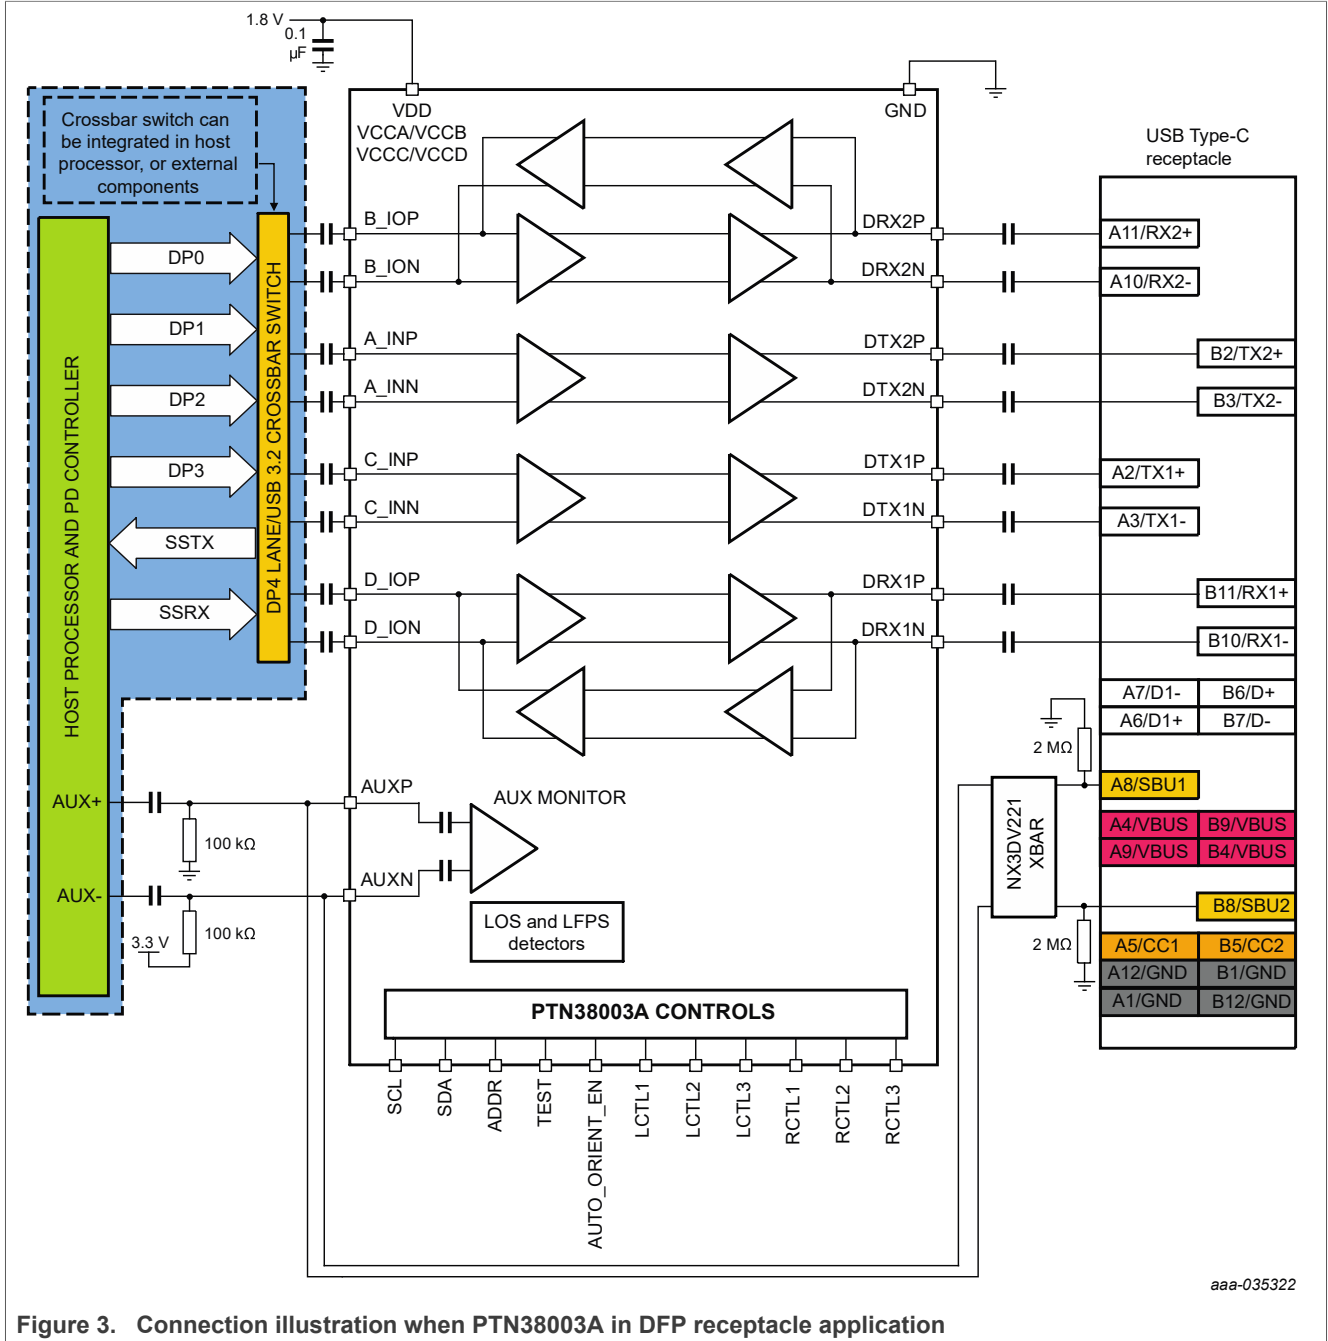 1.8 V
0.1
µF
Crossbar switch can
be integrated in host
processor, or external
components
VDD
VCCA/VCCB
VCCC/VCCD
GND
USB Type-C
receptacle
HOST PROCESSOR AND PD CONTROLLER
DP4 LANE/USB 3.2 CROSSBAR SWITCH
DP0
DP1
DP2
DP3
SSTX
SSRX
AUX+
AUX-
100 kΩ
100 kΩ
3.3 V
B_IOP
B_ION
A_INP
A_INN
C_INP
C_INN
D_IOP
D_ION
AUXP
AUXN
AUX MONITOR
LOS and LFPS
detectors
DRX2P
DRX2N
DTX2P
DTX2N
DTX1P
DTX1N
DRX1P
DRX1N
PTN38003A CONTROLS
SCL
SDA
ADDR
TEST
AUTO_ORIENT_EN
LCTL1
LCTL2
LCTL3
RCTL1
RCTL2
RCTL3
NX3DV221
XBAR
2 MΩ
2 MΩ
A11/RX2+
A10/RX2-
B2/TX2+
B3/TX2-
A2/TX1+
A3/TX1-
B11/RX1+
B10/RX1-
A7/D1- B6/D+
A6/D1+ B7/D-
A8/SBU1
A4/VBUS B9/VBUS
A9/VBUS B4/VBUS
B8/SBU2
A5/CC1 B5/CC2
A12/GND B1/GND
A1/GND B12/GND
aaa-035322
Figure 3. Connection illustration when PTN38003A in DFP receptacle application